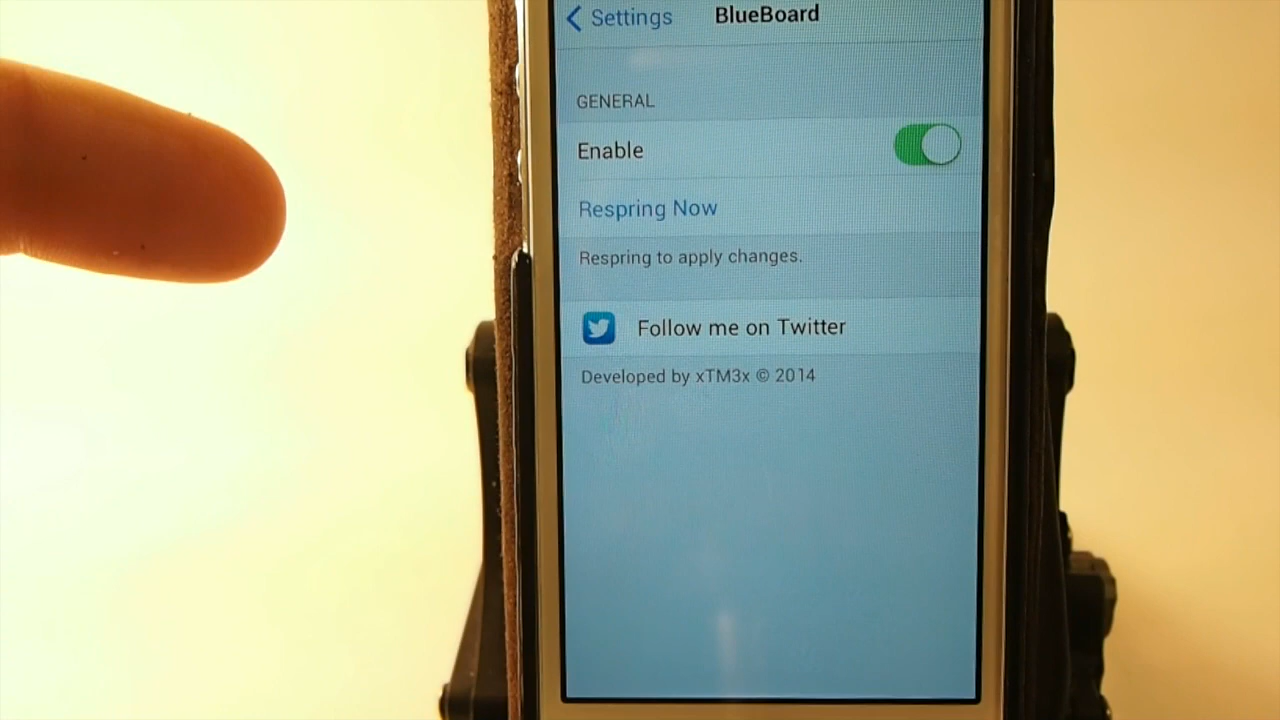 Settings BlueBoard
GENERAL
Enable
Respring Now
Respring to apply changes.
Follow me on Twitter
Developed by xTM3x © 2014